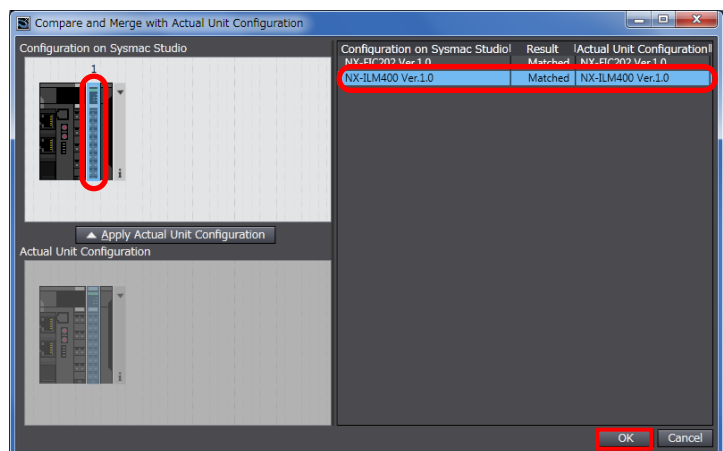 Compare and Merge with Actual Unit Configuration
Configuration on Sysmac Studio
1
i
Apply Actual Unit Configuration
Actual Unit Configuration
i
Configuration on Sysmac Studio Result Actual Unit Configuration
NX-EIC202 Ver.1.0 Matched NX-EIC202 Ver.1.0
NX-ILM400 Ver.1.0 Matched NX-ILM400 Ver.1.0
OK Cancel